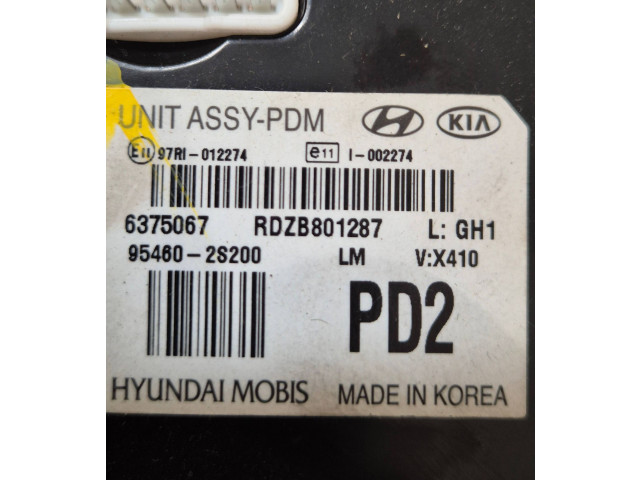 UNIT ASSY-PDM KIA
E11 97RI-012274 e11 I-002274
6375067 RDZB801287 L: GH1
95460-2S200 LM V:X410
PD2
HYUNDAI MOBIS MADE IN KOREA